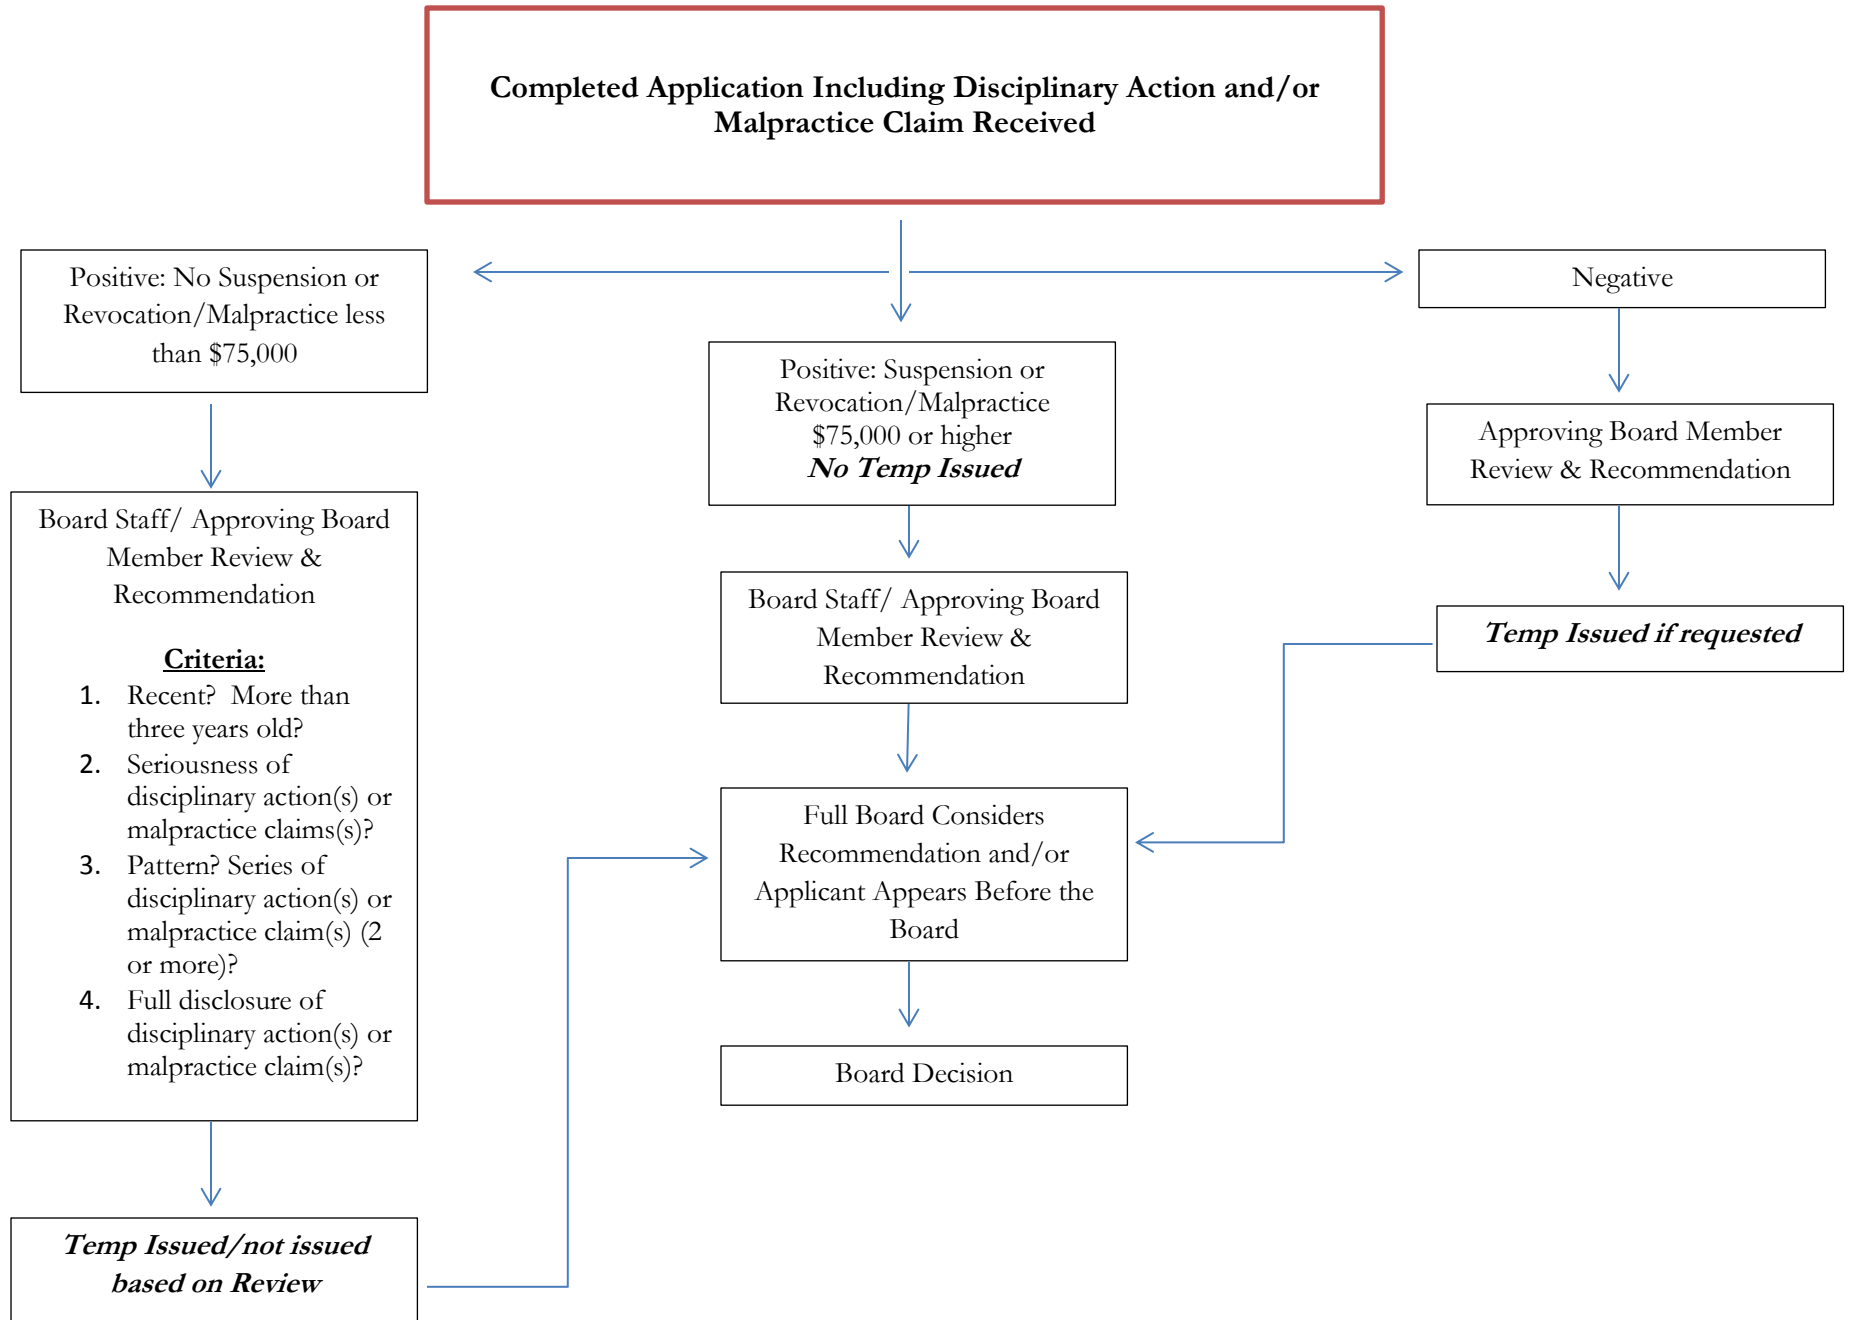 Completed Application Including Disciplinary Action and/or
Malpractice Claim Received
Positive: No Suspension or
Revocation/Malpractice less
than $75,000
Board Staff/ Approving Board
Member Review &
Recommendation
Criteria:
1. Recent? More than
three years old?
2. Seriousness of
disciplinary action(s) or
malpractice claims(s)?
3. Pattern? Series of
disciplinary action(s) or
malpractice claim(s) (2
or more)?
4. Full disclosure of
disciplinary action(s) or
malpractice claim(s)?
Temp Issued/not issued
based on Review
Positive: Suspension or
Revocation/Malpractice
$75,000 or higher
No Temp Issued
Board Staff/ Approving Board
Member Review &
Recommendation
Full Board Considers
Recommendation and/or
Applicant Appears Before the
Board
Board Decision
Negative
Approving Board Member
Review & Recommendation
Temp Issued if requested